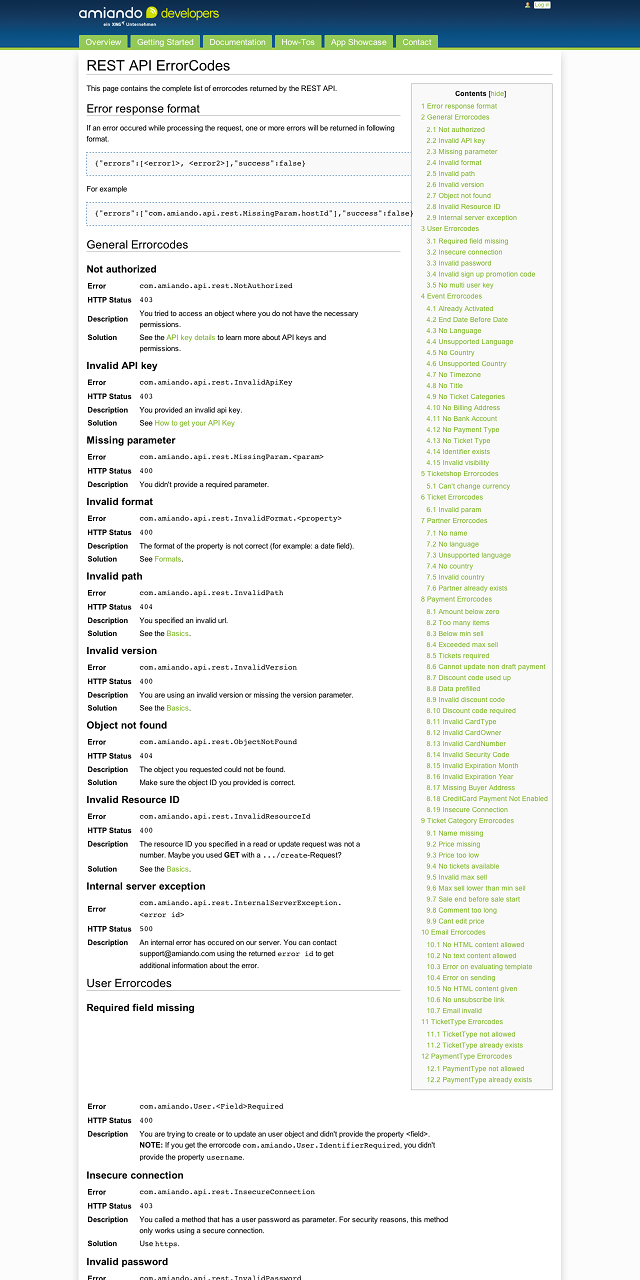 Log in
amiando developers
ein XING Unternehmen
Overview
Getting Started
Documentation
How-Tos
App Showcase
Contact
REST API ErrorCodes
This page contains the complete list of errorcodes returned by the REST API.
Error response format
If an error occured while processing the request, one or more errors will be returned in following
format.
{"errors":[<error1>, <error2>],"success":false}
For example
{"errors":["com.amiando.api.rest.MissingParam.hostId"],"success":false}
General Errorcodes
Not authorized
Error com.amiando.api.rest.NotAuthorized
HTTP Status 403
Description You tried to access an object where you do not have the necessary
permissions.
Solution See the API key details to learn more about API keys and
permissions.
Invalid API key
Error com.amiando.api.rest.InvalidApiKey
HTTP Status 403
Description You provided an invalid api key.
Solution See How to get your API Key
Missing parameter
Error com.amiando.api.rest.MissingParam.<param>
HTTP Status 400
Description You didn't provide a required parameter.
Invalid format
Error com.amiando.api.rest.InvalidFormat.<property>
HTTP Status 400
Description The format of the property is not correct (for example: a date field).
Solution See Formats.
Invalid path
Error com.amiando.api.rest.InvalidPath
HTTP Status 404
Description You specified an invalid url.
Solution See the Basics.
Invalid version
Error com.amiando.api.rest.InvalidVersion
HTTP Status 400
Description You are using an invalid version or missing the version parameter.
Solution See the Basics.
Object not found
Error com.amiando.api.rest.ObjectNotFound
HTTP Status 404
Description The object you requested could not be found.
Solution Make sure the object ID you provided is correct.
Invalid Resource ID
Error com.amiando.api.rest.InvalidResourceId
HTTP Status 400
Description The resource ID you specified in a read or update request was not a
number. Maybe you used GET with a .../create-Request?
Solution See the Basics.
Internal server exception
Error com.amiando.api.rest.InternalServerException.
<error id>
HTTP Status 500
Description An internal error has occured on our server. You can contact
support@amiando.com using the returned error id to get
additional information about the error.
User Errorcodes
Required field missing
Contents [hide]
1 Error response format
2 General Errorcodes
2.1 Not authorized
2.2 Invalid API key
2.3 Missing parameter
2.4 Invalid format
2.5 Invalid path
2.6 Invalid version
2.7 Object not found
2.8 Invalid Resource ID
2.9 Internal server exception
3 User Errorcodes
3.1 Required field missing
3.2 Insecure connection
3.3 Invalid password
3.4 Invalid sign up promotion code
3.5 No multi user key
4 Event Errorcodes
4.1 Already Activated
4.2 End Date Before Date
4.3 No Language
4.4 Unsupported Language
4.5 No Country
4.6 Unsupported Country
4.7 No Timezone
4.8 No Title
4.9 No Ticket Categories
4.10 No Billing Address
4.11 No Bank Account
4.12 No Payment Type
4.13 No Ticket Type
4.14 Identifier exists
4.15 Invalid visibility
5 Ticketshop Errorcodes
5.1 Can't change currency
6 Ticket Errorcodes
6.1 Invalid param
7 Partner Errorcodes
7.1 No name
7.2 No language
7.3 Unsupported language
7.4 No country
7.5 Invalid country
7.6 Partner already exists
8 Payment Errorcodes
8.1 Amount below zero
8.2 Too many items
8.3 Below min sell
8.4 Exceeded max sell
8.5 Tickets required
8.6 Cannot update non draft payment
8.7 Discount code used up
8.8 Data prefilled
8.9 Invalid discount code
8.10 Discount code required
8.11 Invalid CardType
8.12 Invalid CardOwner
8.13 Invalid CardNumber
8.14 Invalid Security Code
8.15 Invalid Expiration Month
8.16 Invalid Expiration Year
8.17 Missing Buyer Address
8.18 CreditCard Payment Not Enabled
8.19 Insecure Connection
9 Ticket Category Errorcodes
9.1 Name missing
9.2 Price missing
9.3 Price too low
9.4 No tickets available
9.5 Invalid max sell
9.6 Max sell lower than min sell
9.7 Sale end before sale start
9.8 Comment too long
9.9 Cant edit price
10 Email Errorcodes
10.1 No HTML content allowed
10.2 No text content allowed
10.3 Error on evaluating template
10.4 Error on sending
10.5 No HTML content given
10.6 No unsubscribe link
10.7 Email invalid
11 TicketType Errorcodes
11.1 TicketType not allowed
11.2 TicketType already exists
12 PaymentType Errorcodes
12.1 PaymentType not allowed
12.2 PaymentType already exists
Error com.amiando.User.<Field>Required
HTTP Status 400
Description You are trying to create or to update an user object and didn't provide the property <field>.
NOTE: If you get the errorcode com.amiando.User.IdentifierRequired, you didn't
provide the property username.
Insecure connection
Error com.amiando.api.rest.InsecureConnection
HTTP Status 403
Description You called a method that has a user password as parameter. For security reasons, this method
only works using a secure connection.
Solution Use https.
Invalid password
Error com.amiando.api.rest.InvalidPassword